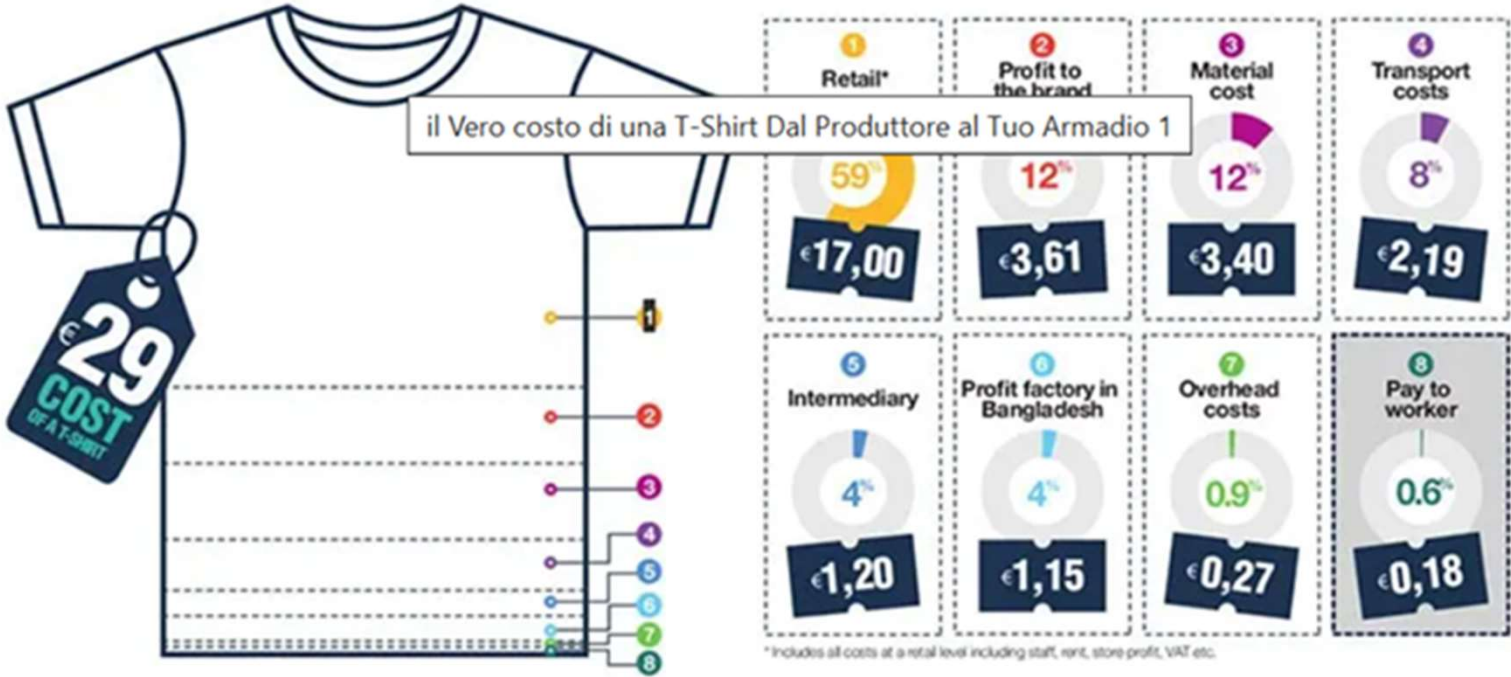 €29
COST
OF A T-SHIRT
1
2
3
4
5
6
7
8
il Vero costo di una T-Shirt Dal Produttore al Tuo Armadio 1
1
Retail*
59%
€17,00
2
Profit to
the brand
12%
€3,61
3
Material
cost
12%
€3,40
4
Transport
costs
8%
€2,19
5
Intermediary
4%
€1,20
6
Profit factory in
Bangladesh
4%
€1,15
7
Overhead
costs
0.9%
€0,27
8
Pay to
worker
0.6%
€0,18
* Includes all costs at a retail level including staff, rent, store profit, VAT etc.